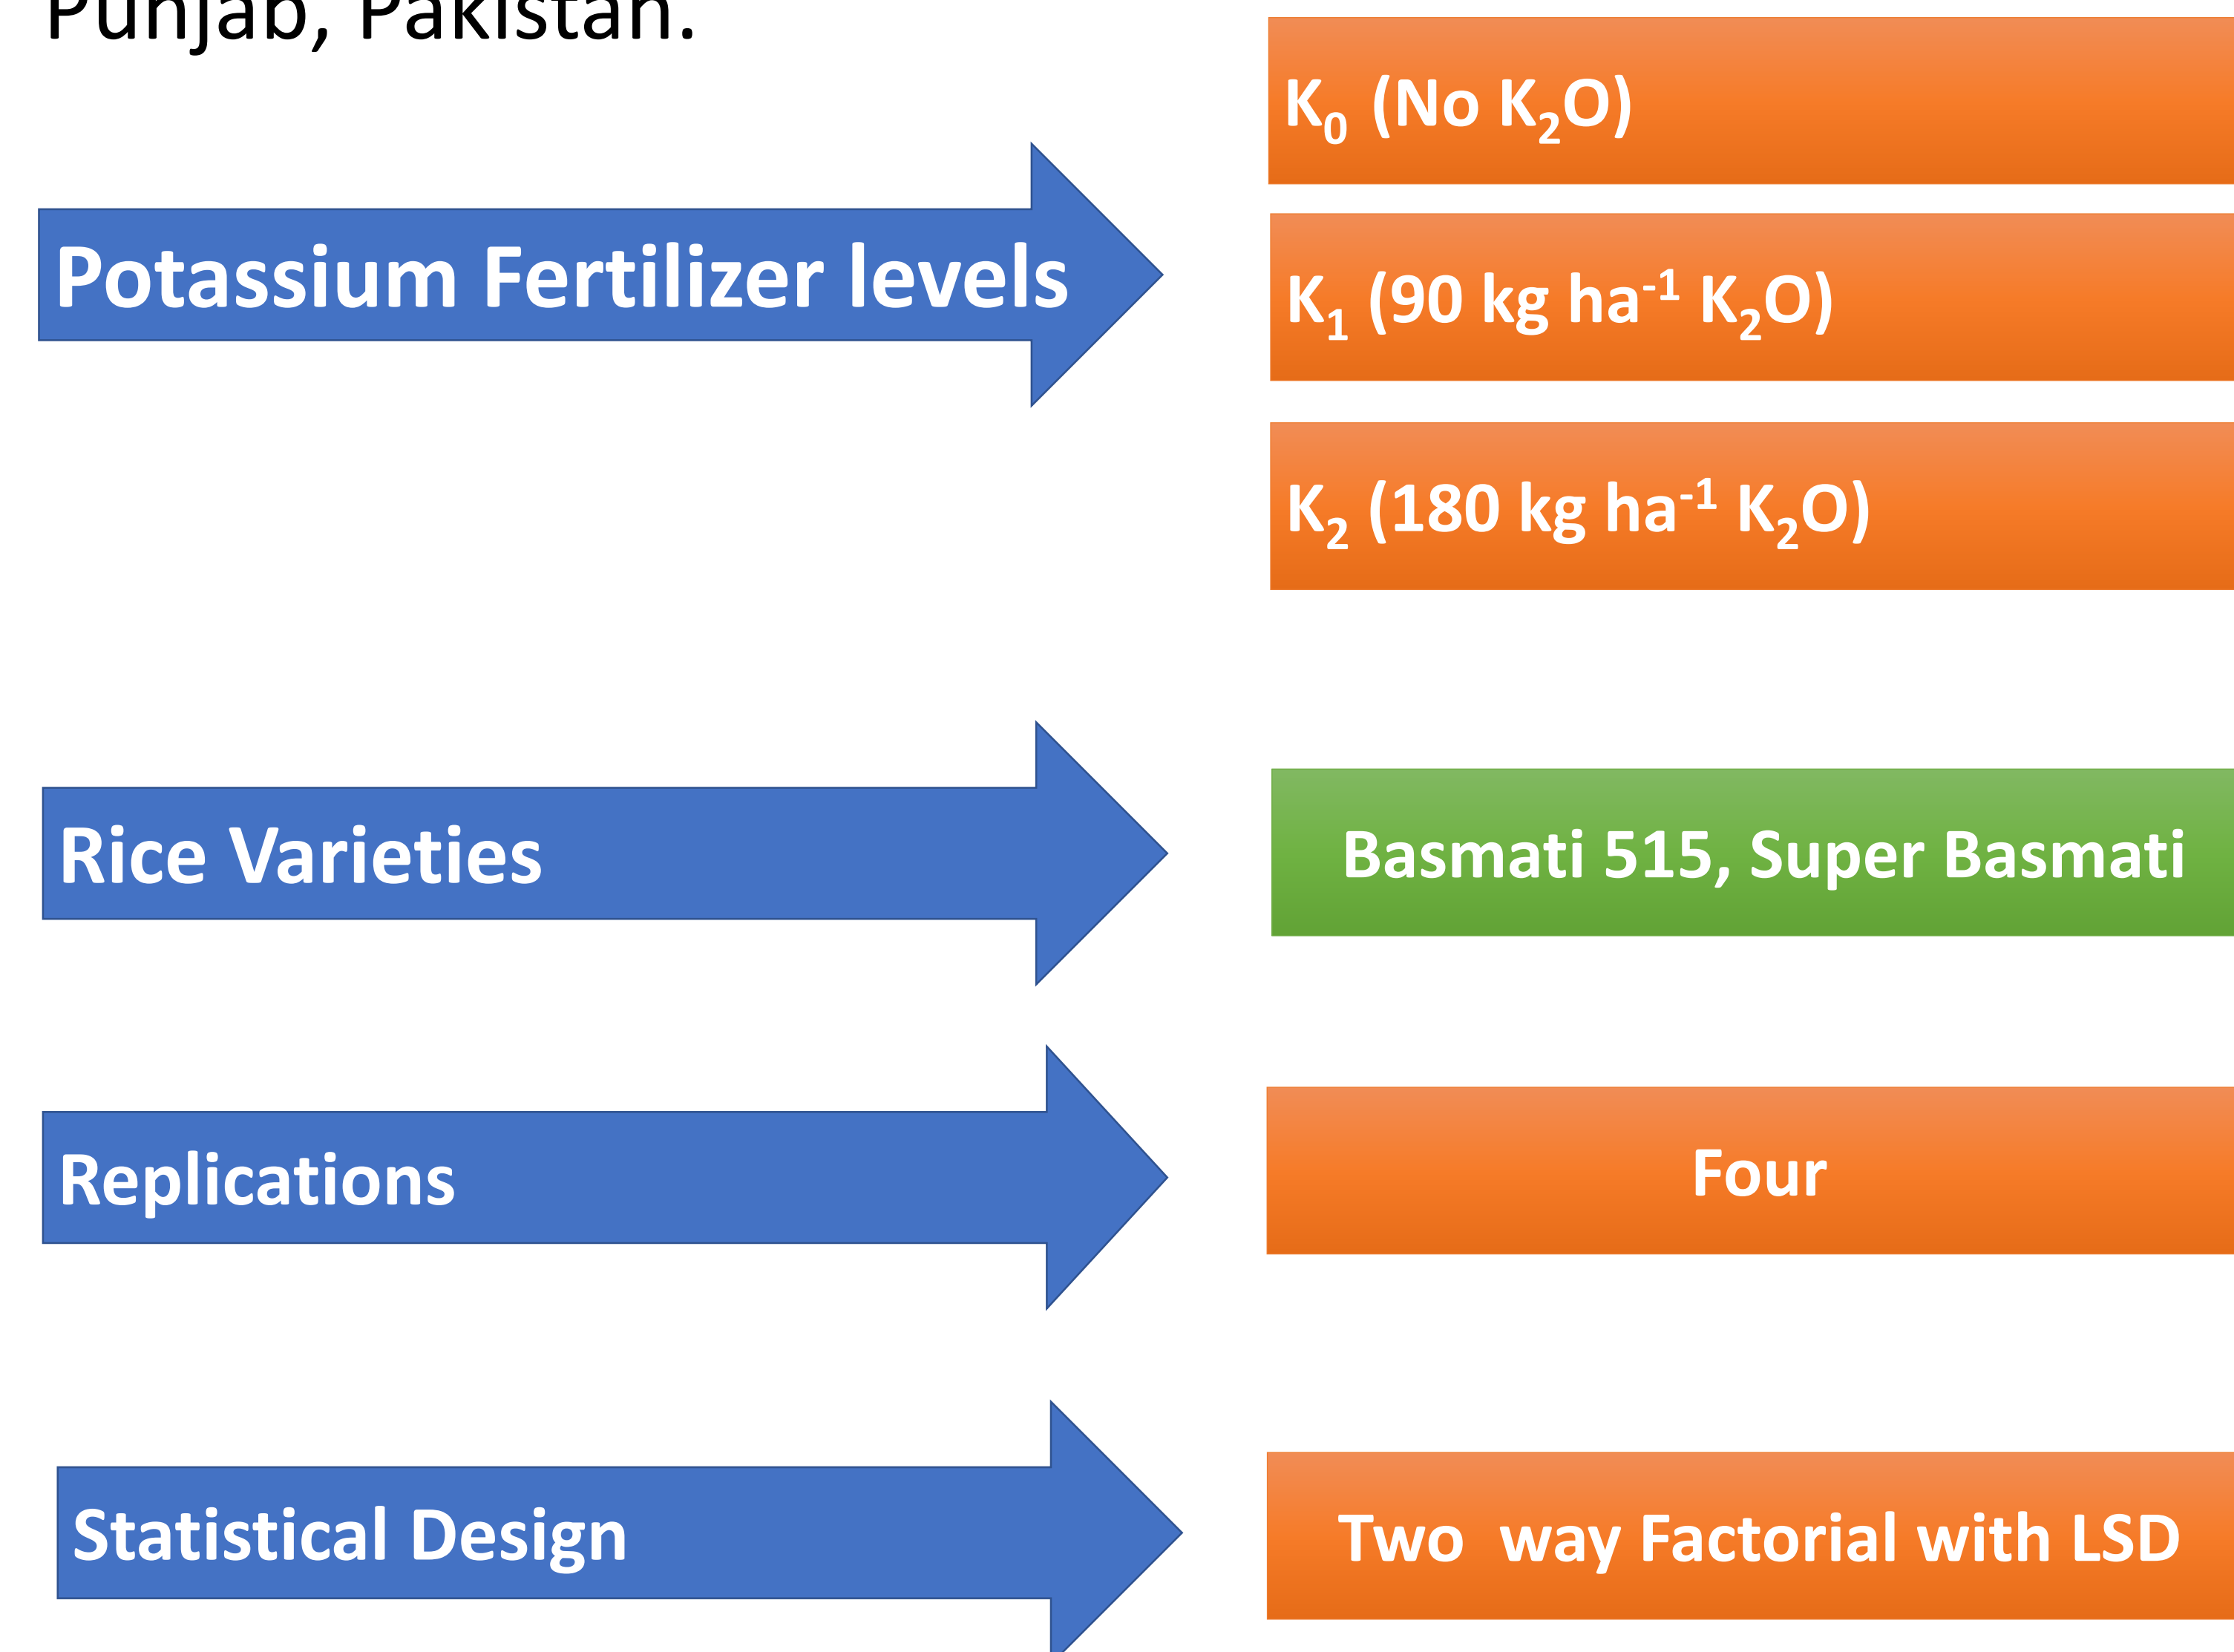 Punjab, Pakistan.
K₀ (No K₂O)
Potassium Fertilizer levels
K₁ (90 kg ha⁻¹ K₂O)
K₂ (180 kg ha⁻¹ K₂O)
Rice Varieties
Basmati 515, Super Basmati
Replications
Four
Statistical Design
Two way Factorial with LSD